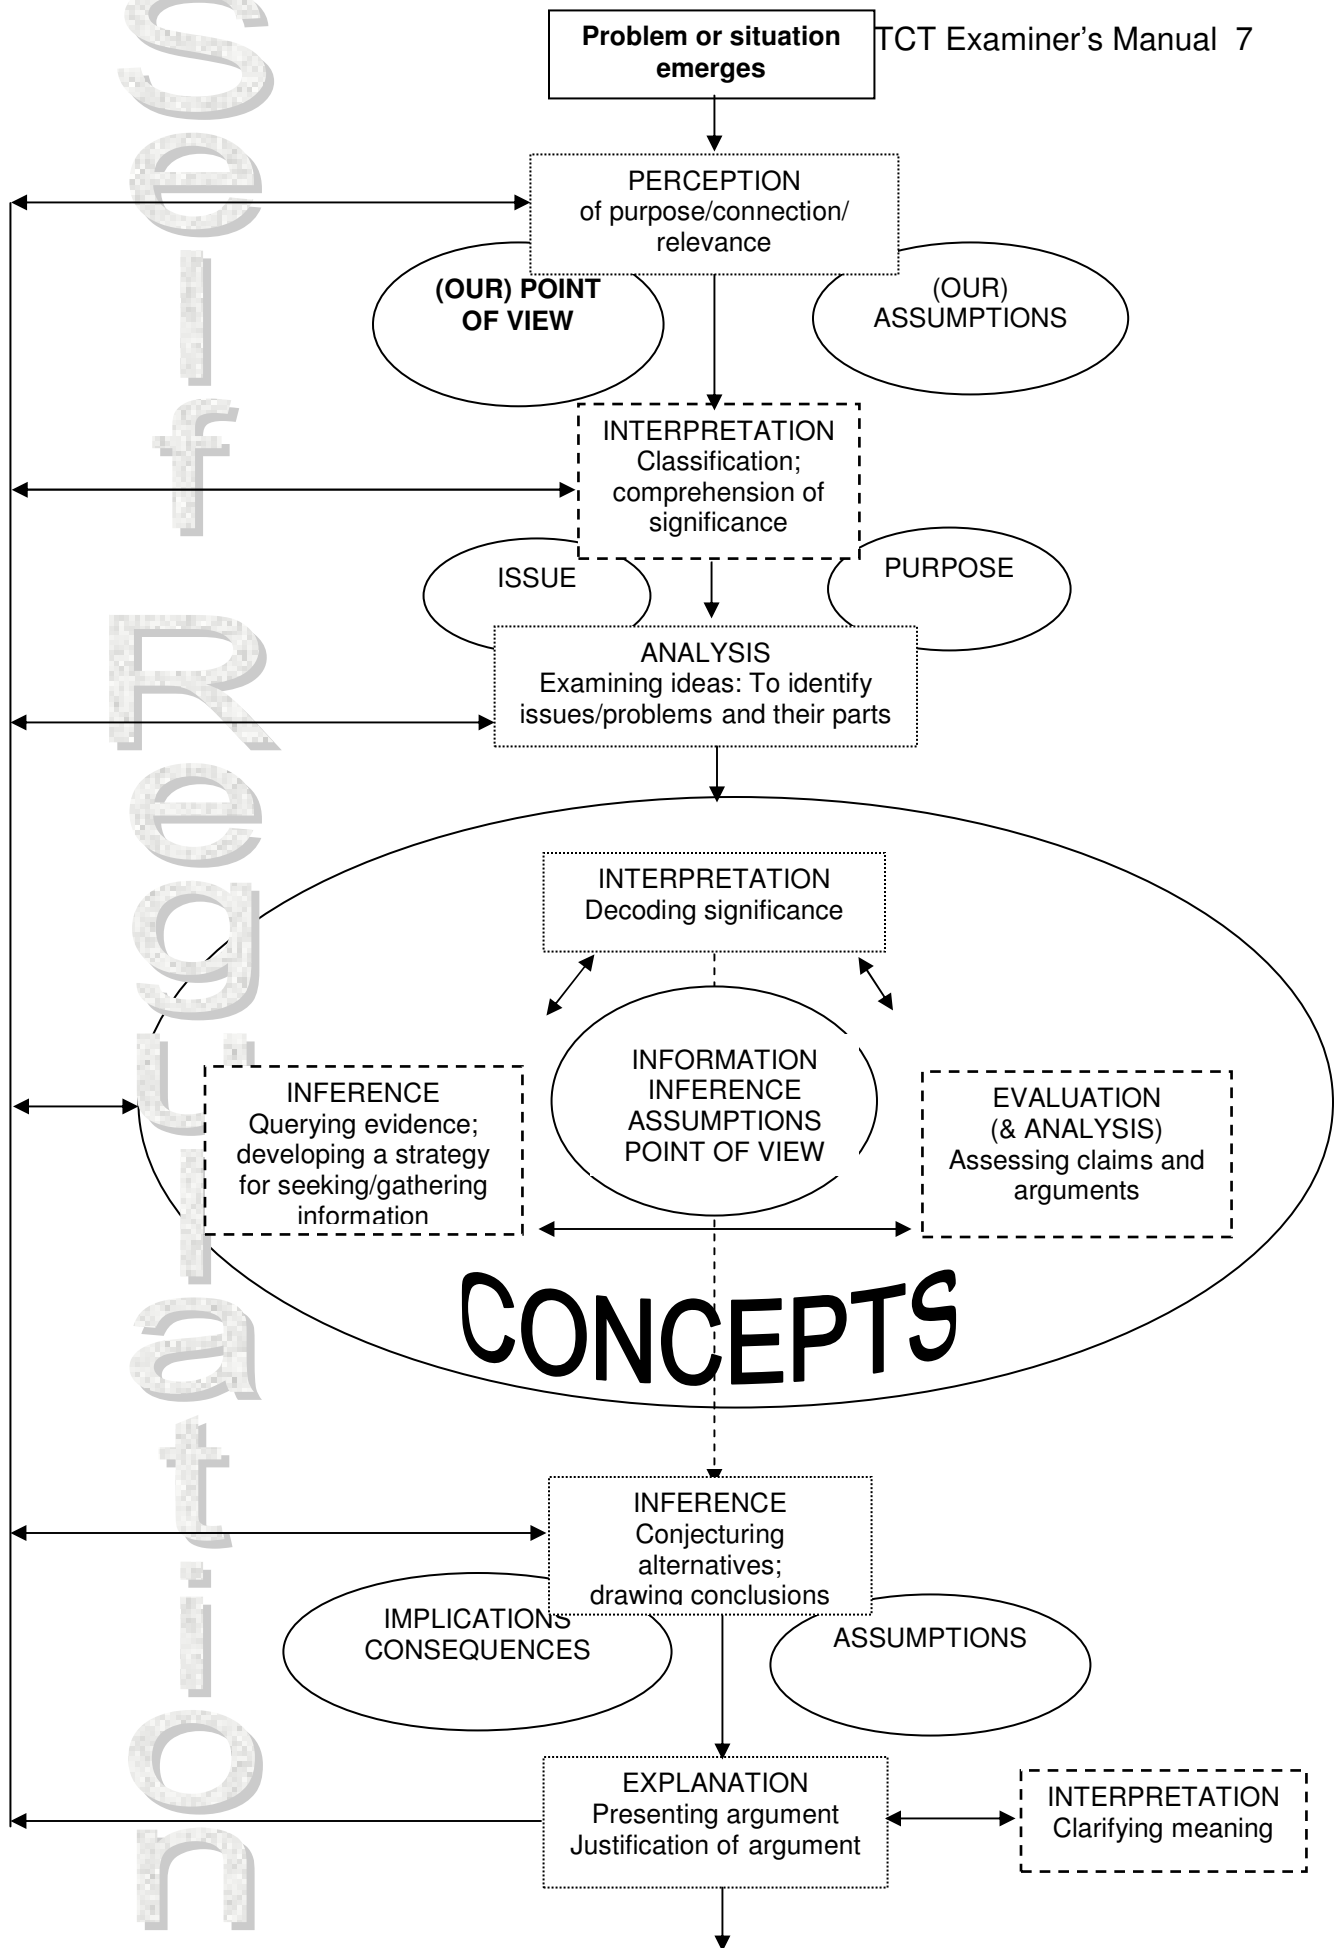 TCT Examiner's Manual 7
Problem or situation
emerges
PERCEPTION
of purpose/connection/
relevance
(OUR) POINT
OF VIEW
(OUR)
ASSUMPTIONS
INTERPRETATION
Classification;
comprehension of
significance
ISSUE
PURPOSE
ANALYSIS
Examining ideas: To identify
issues/problems and their parts
INTERPRETATION
Decoding significance
INFORMATION
INFERENCE
ASSUMPTIONS
POINT OF VIEW
INFERENCE
Querying evidence;
developing a strategy
for seeking/gathering
information
EVALUATION
(& ANALYSIS)
Assessing claims and
arguments
CONCEPTS
INFERENCE
Conjecturing
alternatives;
drawing conclusions
IMPLICATIONS
CONSEQUENCES
ASSUMPTIONS
EXPLANATION
Presenting argument
Justification of argument
INTERPRETATION
Clarifying meaning
Self Regulation